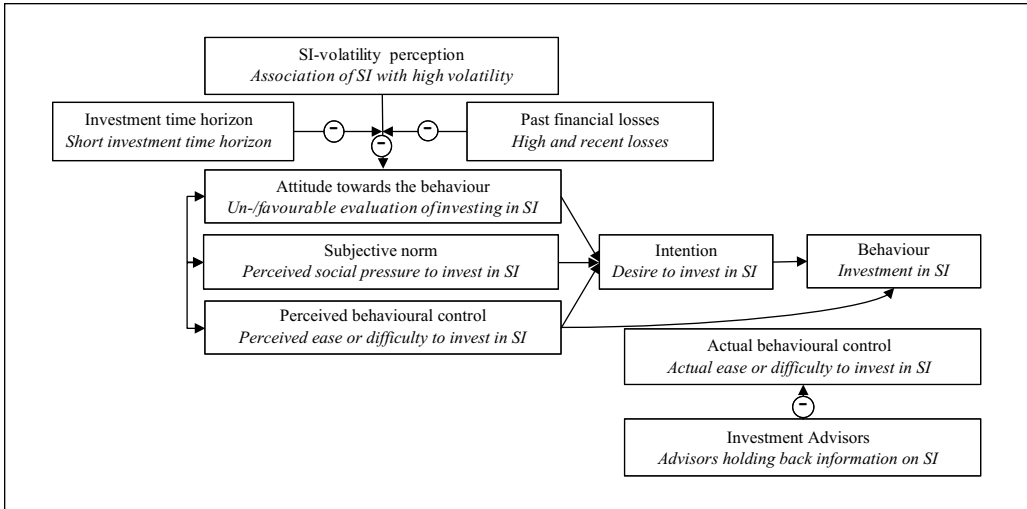 SI-volatility perception
Association of SI with high volatility
Investment time horizon
Short investment time horizon
-
-
Past financial losses
High and recent losses
-
Attitude towards the behaviour
Un-/favourable evaluation of investing in SI
Subjective norm
Perceived social pressure to invest in SI
Intention
Desire to invest in SI
Behaviour
Investment in SI
Perceived behavioural control
Perceived ease or difficulty to invest in SI
Actual behavioural control
Actual ease or difficulty to invest in SI
-
Investment Advisors
Advisors holding back information on SI